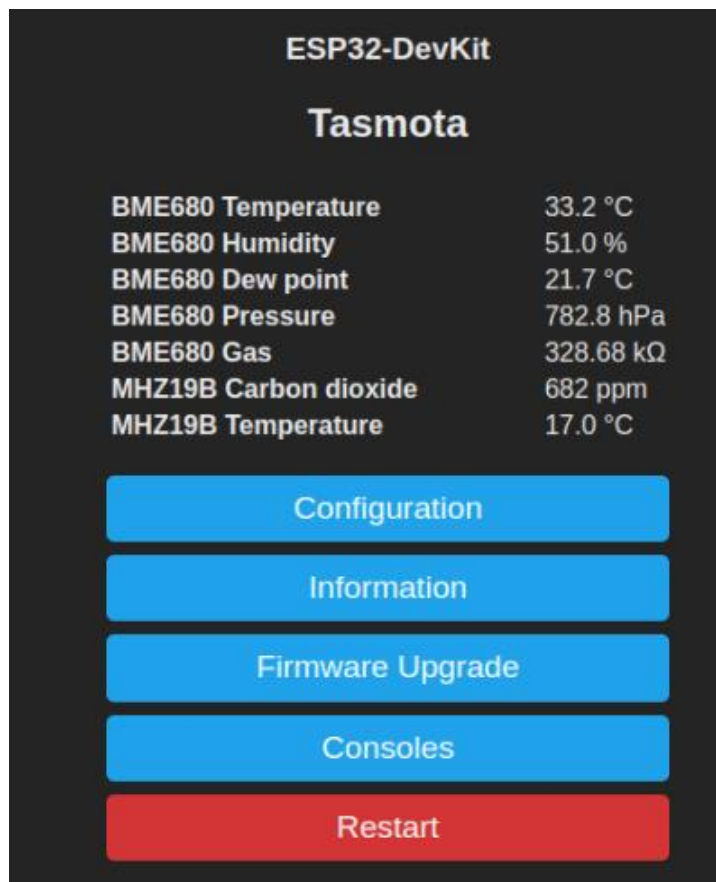 ESP32-DevKit
Tasmota
BME680 Temperature 33.2 °C
BME680 Humidity 51.0 %
BME680 Dew point 21.7 °C
BME680 Pressure 782.8 hPa
BME680 Gas 328.68 kΩ
MHZ19B Carbon dioxide 682 ppm
MHZ19B Temperature 17.0 °C
Configuration
Information
Firmware Upgrade
Consoles
Restart